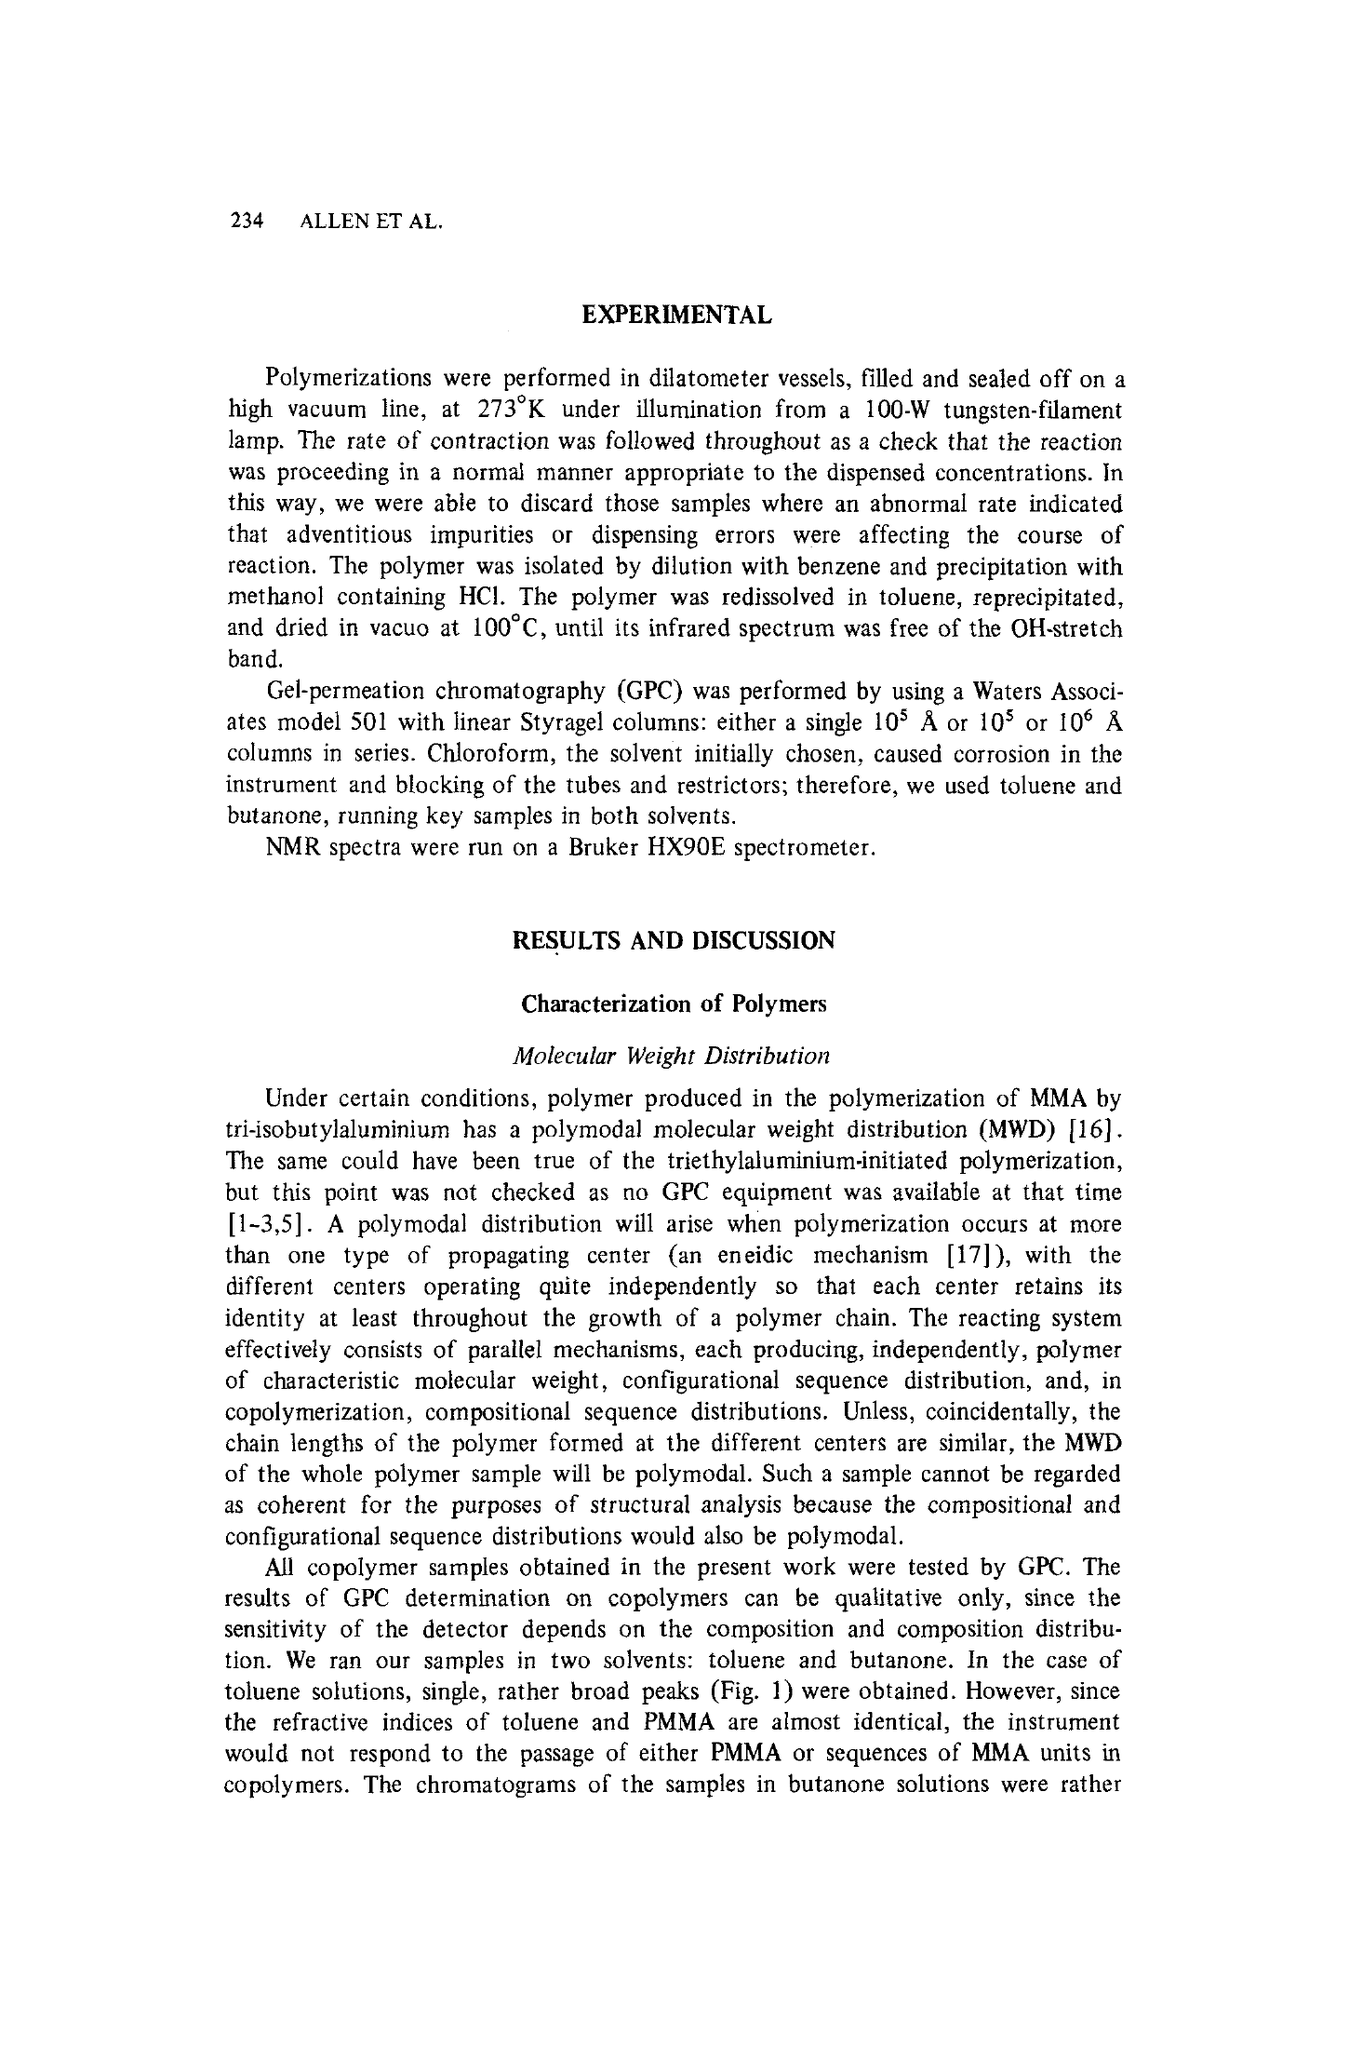 234 ALLEN ET AL.
EXPERIMENTAL
Polymerizations were performed in dilatometer vessels, filled and sealed off on a
high vacuum line, at 273°K under illumination from a 100-W tungsten-filament
lamp. The rate of contraction was followed throughout as a check that the reaction
was proceeding in a normal manner appropriate to the dispensed concentrations. In
this way, we were able to discard those samples where an abnormal rate indicated
that adventitious impurities or dispensing errors were affecting the course of
reaction. The polymer was isolated by dilution with benzene and precipitation with
methanol containing HCl. The polymer was redissolved in toluene, reprecipitated,
and dried in vacuo at 100°C, until its infrared spectrum was free of the OH-stretch
band.
Gel-permeation chromatography (GPC) was performed by using a Waters Associ-
ates model 501 with linear Styragel columns: either a single 10⁵ Å or 10⁵ or 10⁶ Å
columns in series. Chloroform, the solvent initially chosen, caused corrosion in the
instrument and blocking of the tubes and restrictors; therefore, we used toluene and
butanone, running key samples in both solvents.
NMR spectra were run on a Bruker HX90E spectrometer.
RESULTS AND DISCUSSION
Characterization of Polymers
Molecular Weight Distribution
Under certain conditions, polymer produced in the polymerization of MMA by
tri-isobutylaluminium has a polymodal molecular weight distribution (MWD) [16].
The same could have been true of the triethylaluminium-initiated polymerization,
but this point was not checked as no GPC equipment was available at that time
[1-3,5]. A polymodal distribution will arise when polymerization occurs at more
than one type of propagating center (an eneidic mechanism [17]), with the
different centers operating quite independently so that each center retains its
identity at least throughout the growth of a polymer chain. The reacting system
effectively consists of parallel mechanisms, each producing, independently, polymer
of characteristic molecular weight, configurational sequence distribution, and, in
copolymerization, compositional sequence distributions. Unless, coincidentally, the
chain lengths of the polymer formed at the different centers are similar, the MWD
of the whole polymer sample will be polymodal. Such a sample cannot be regarded
as coherent for the purposes of structural analysis because the compositional and
configurational sequence distributions would also be polymodal.
All copolymer samples obtained in the present work were tested by GPC. The
results of GPC determination on copolymers can be qualitative only, since the
sensitivity of the detector depends on the composition and composition distribu-
tion. We ran our samples in two solvents: toluene and butanone. In the case of
toluene solutions, single, rather broad peaks (Fig. 1) were obtained. However, since
the refractive indices of toluene and PMMA are almost identical, the instrument
would not respond to the passage of either PMMA or sequences of MMA units in
copolymers. The chromatograms of the samples in butanone solutions were rather